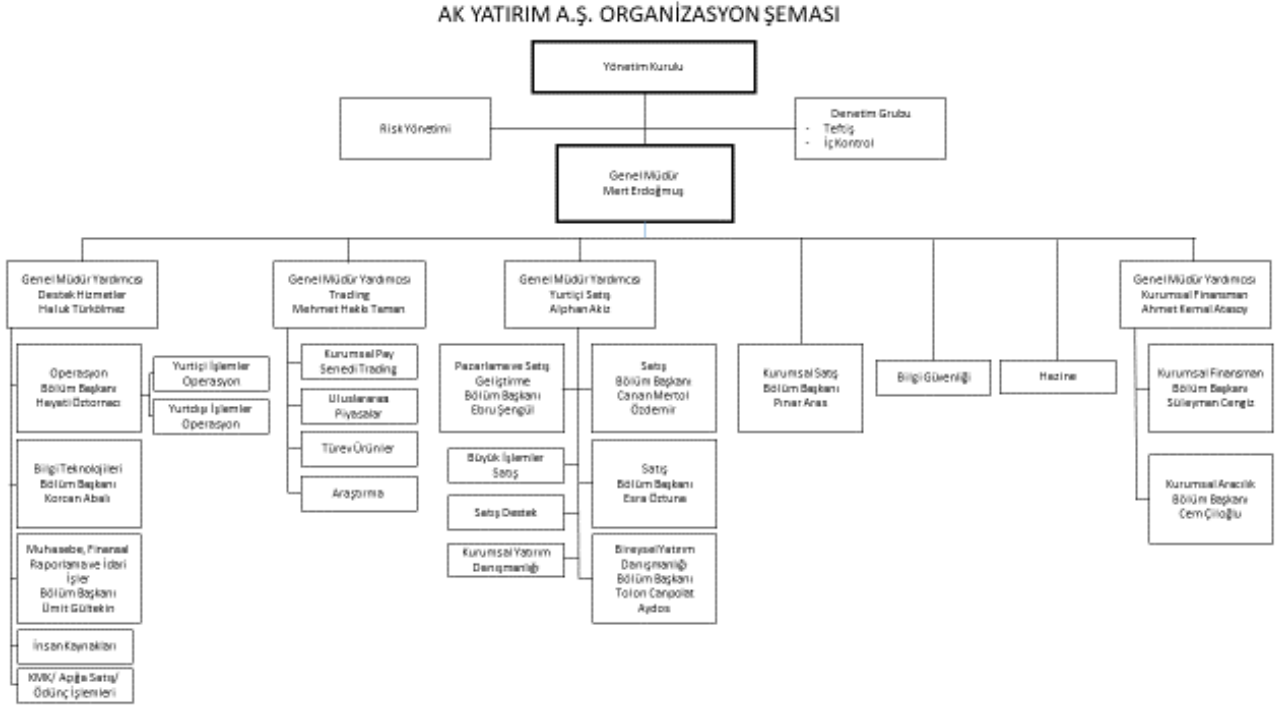 AK YATIRIM A.Ş. ORGANİZASYON ŞEMASI
Yönetim Kurulu
Risk Yönetimi
Denetim Grubu
- Teftiş
- İç Kontrol
Genel Müdür
Mert Erdoğmuş
Genel Müdür Yardımcısı
Destek Hizmetler
Haluk Türkölmez
Genel Müdür Yardımcısı
Trading
Mehmet Hakkı Taman
Genel Müdür Yardımcısı
Yurtiçi Satış
Alphan Akiz
Genel Müdür Yardımcısı
Kurumsal Finansman
Ahmet Kemal Atasoy
Operasyon
Bölüm Başkanı
Hayati Öztornacı
Yurtiçi İşlemler
Operasyon
Yurtdışı İşlemler
Operasyon
Bilgi Teknolojileri
Bölüm Başkanı
Korcan Abalı
Muhasebe, Finansal
Raporlama ve İdari
İşler
Bölüm Başkanı
Ümit Gültekin
İnsan Kaynakları
KMK/ Açığa Satış/
Ödünç İşlemleri
Kurumsal Pay
Senedi Trading
Uluslararası
Piyasalar
Türev Ürünler
Araştırma
Pazarlama ve Satış
Geliştirme
Bölüm Başkanı
Ebru Şengül
Büyük İşlemler
Satış
Satış Destek
Kurumsal Yatırım
Danışmanlığı
Satış
Bölüm Başkanı
Canan Mertol
Özdemir
Satış
Bölüm Başkanı
Esra Öztuna
Bireysel Yatırım
Danışmanlığı
Bölüm Başkanı
Tolon Canpolat
Aydos
Kurumsal Satış
Bölüm Başkanı
Pınar Aras
Bilgi Güvenliği
Hazine
Kurumsal Finansman
Bölüm Başkanı
Süleyman Cengiz
Kurumsal Aracılık
Bölüm Başkanı
Cem Çiloğlu